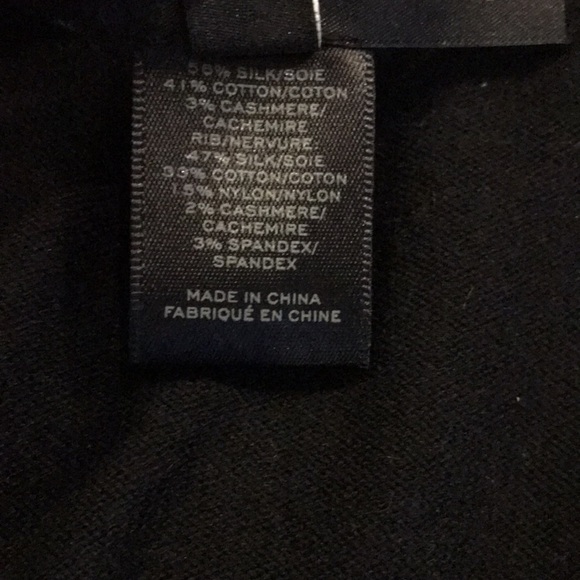 56% SILK/SOIE
41% COTTON/COTON
3% CASHMERE/
CACHEMIRE
RIB/NERVURE
47% SILK/SOIE
33% COTTON/COTON
15% NYLON/NYLON
2% CASHMERE/
CACHEMIRE
3% SPANDEX/
SPANDEX
MADE IN CHINA
FABRIQUÉ EN CHINE